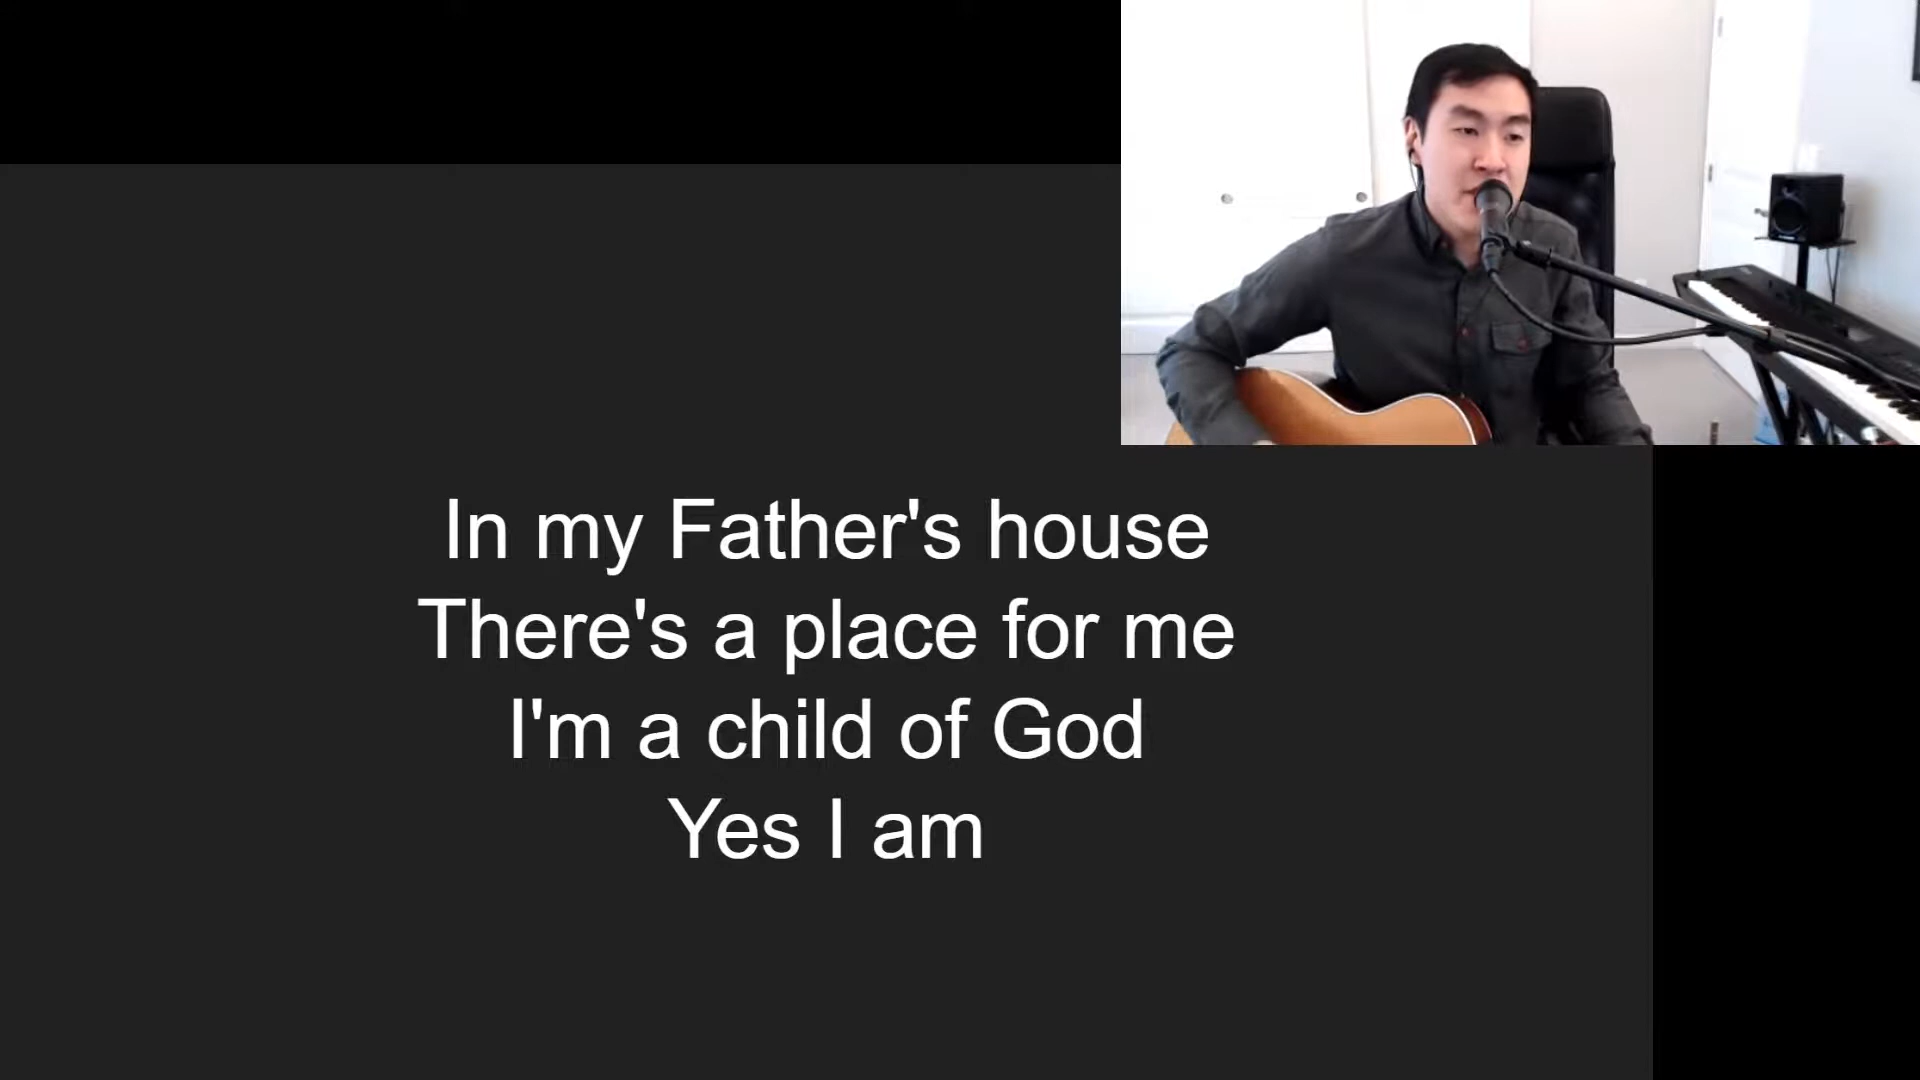 In my Father's house
There's a place for me
I'm a child of God
Yes I am